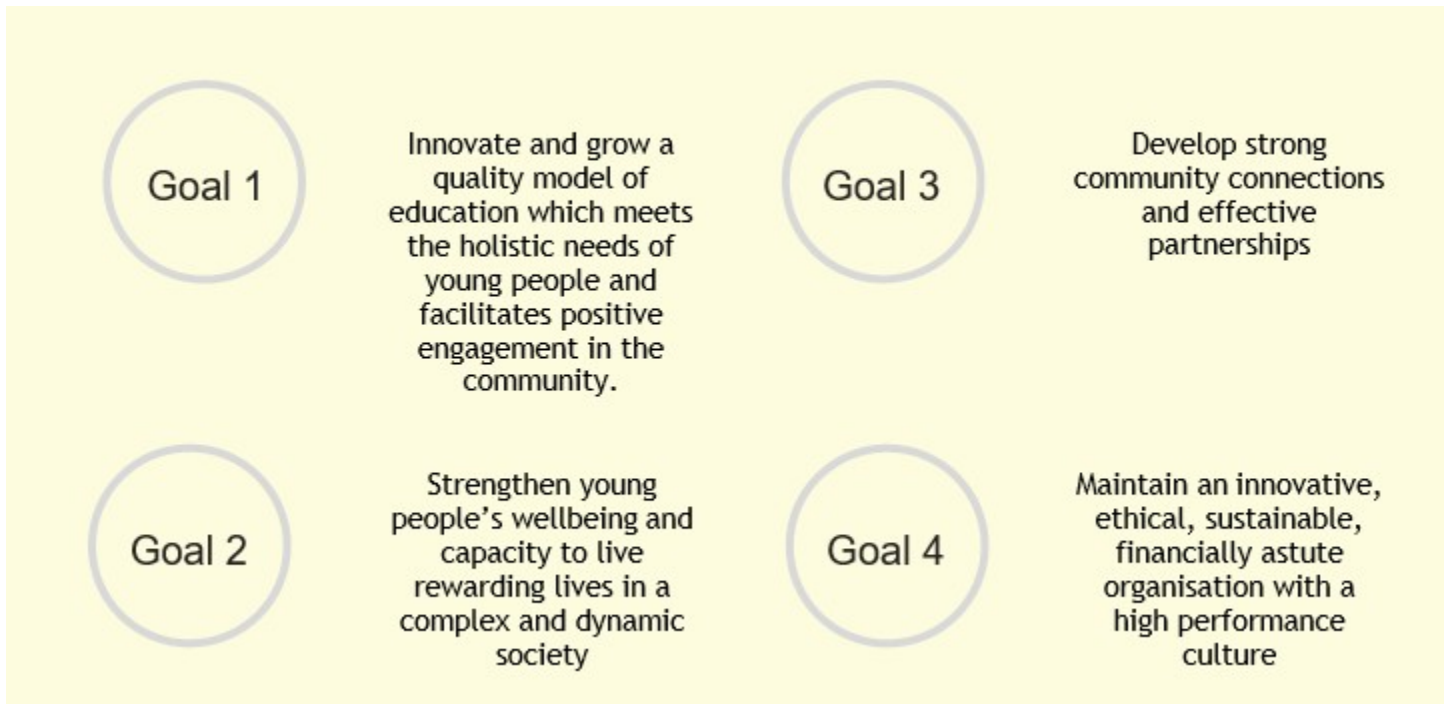 Goal 1
Innovate and grow a
quality model of
education which meets
the holistic needs of
young people and
facilitates positive
engagement in the
community.
Goal 2
Strengthen young
people’s wellbeing and
capacity to live
rewarding lives in a
complex and dynamic
society
Goal 3
Develop strong
community connections
and effective
partnerships
Goal 4
Maintain an innovative,
ethical, sustainable,
financially astute
organisation with a
high performance
culture